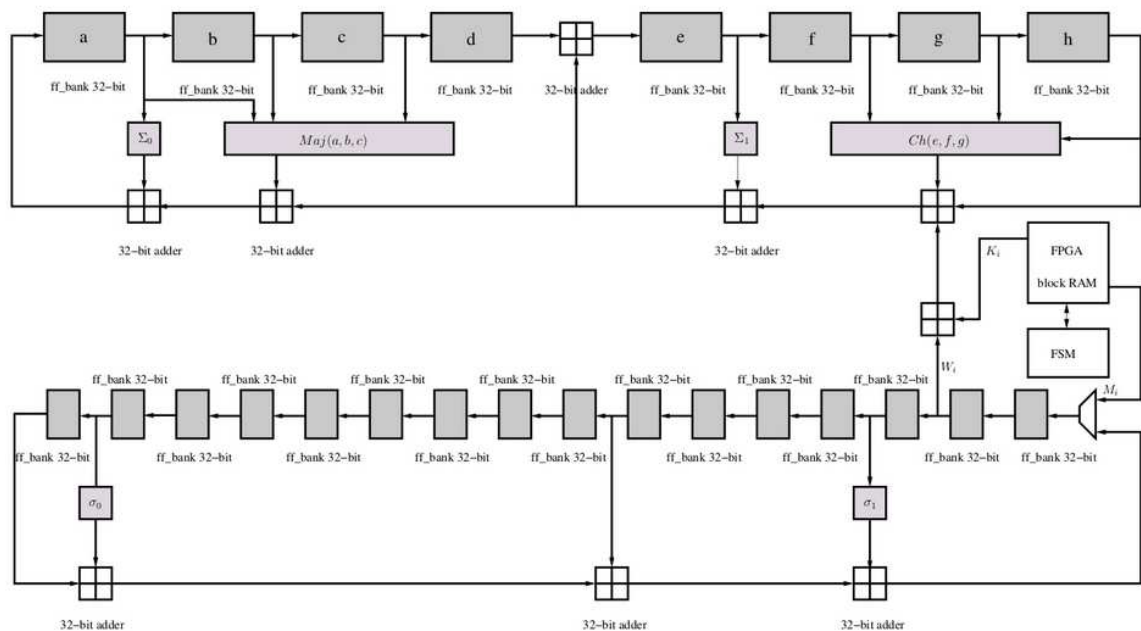 a b c d e f g h
ff_bank 32-bit ff_bank 32-bit ff_bank 32-bit ff_bank 32-bit 32-bit adder ff_bank 32-bit ff_bank 32-bit ff_bank 32-bit ff_bank 32-bit
Σ₀ Maj(a, b, c) Σ₁ Ch(e, f, g)
32-bit adder 32-bit adder 32-bit adder
Kᵢ FPGA
block RAM
FSM
Wᵢ
ff_bank 32-bit ff_bank 32-bit ff_bank 32-bit ff_bank 32-bit ff_bank 32-bit ff_bank 32-bit ff_bank 32-bit
Mᵢ
ff_bank 32-bit ff_bank 32-bit ff_bank 32-bit ff_bank 32-bit ff_bank 32-bit ff_bank 32-bit ff_bank 32-bit ff_bank 32-bit ff_bank 32-bit
σ₀ σ₁
32-bit adder 32-bit adder 32-bit adder